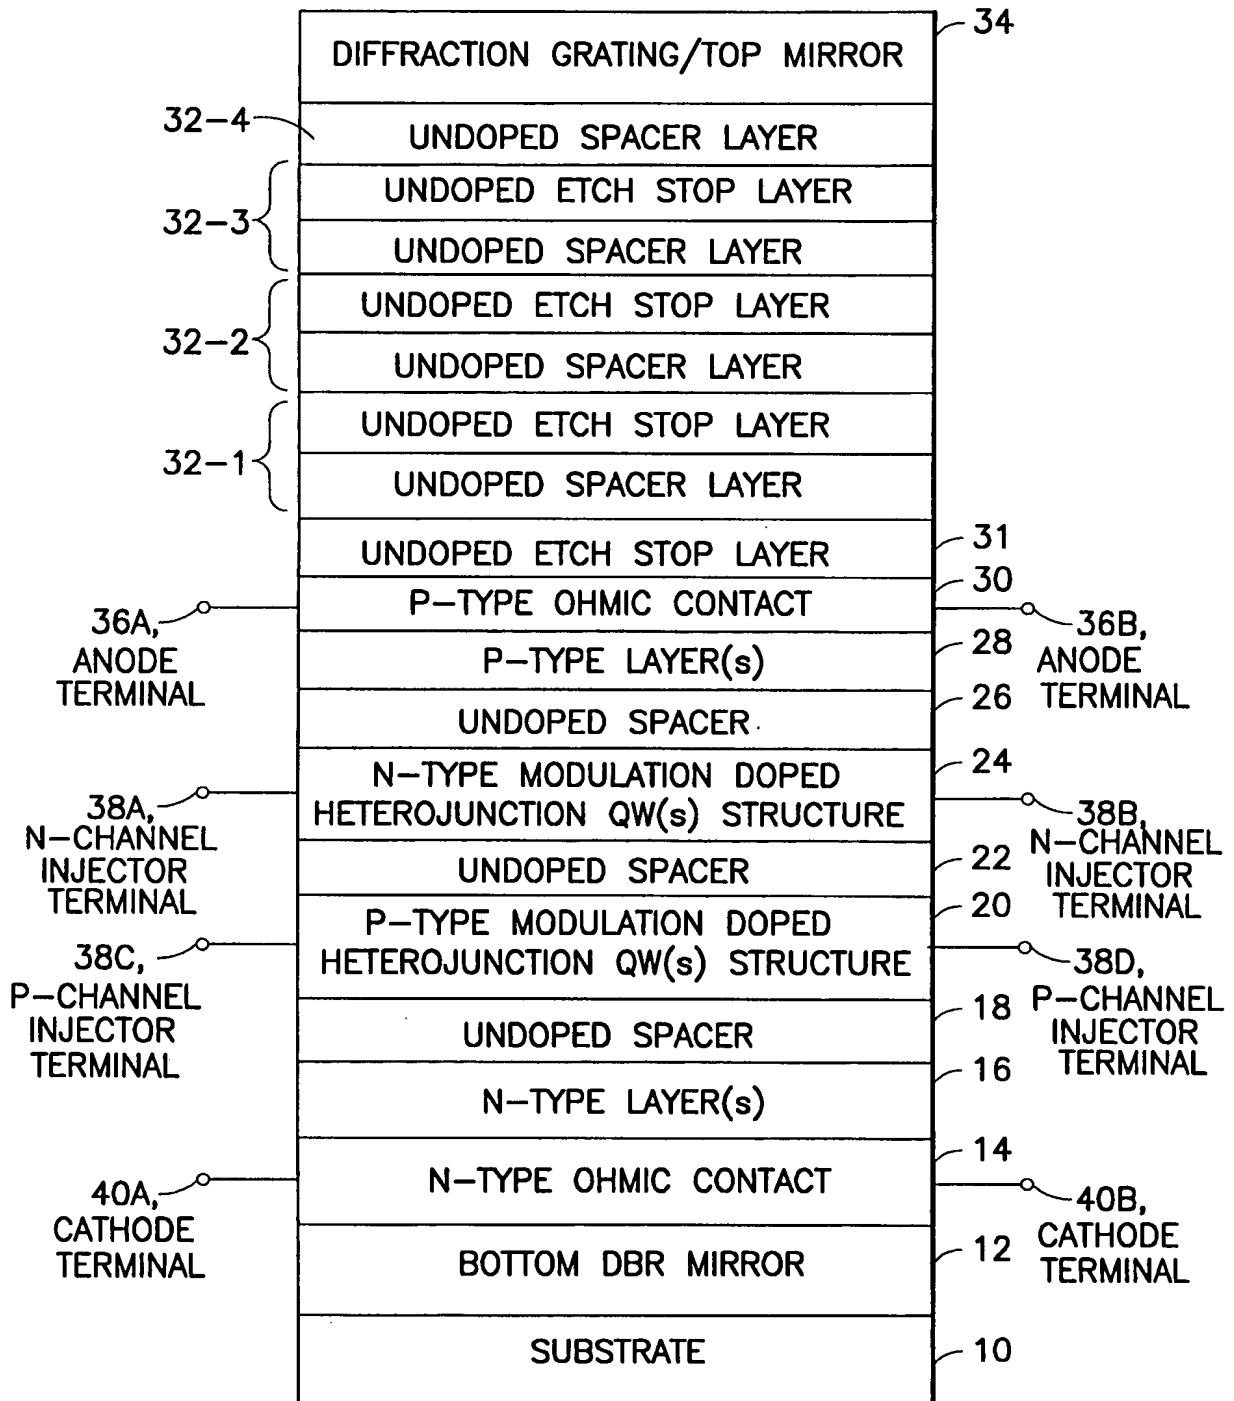 34
DIFFRACTION GRATING/TOP MIRROR
32-4
UNDOPED SPACER LAYER
UNDOPED ETCH STOP LAYER
32-3
UNDOPED SPACER LAYER
UNDOPED ETCH STOP LAYER
32-2
UNDOPED SPACER LAYER
UNDOPED ETCH STOP LAYER
32-1
UNDOPED SPACER LAYER
31
UNDOPED ETCH STOP LAYER
30
P-TYPE OHMIC CONTACT
36A,
ANODE
TERMINAL
36B,
ANODE
TERMINAL
28
P-TYPE LAYER(s)
26
UNDOPED SPACER
24
N-TYPE MODULATION DOPED
HETEROJUNCTION QW(s) STRUCTURE
38A,
N-CHANNEL
INJECTOR
TERMINAL
38B,
N-CHANNEL
INJECTOR
TERMINAL
22
UNDOPED SPACER
20
P-TYPE MODULATION DOPED
HETEROJUNCTION QW(s) STRUCTURE
38C,
P-CHANNEL
INJECTOR
TERMINAL
38D,
P-CHANNEL
INJECTOR
TERMINAL
18
UNDOPED SPACER
16
N-TYPE LAYER(s)
14
N-TYPE OHMIC CONTACT
40A,
CATHODE
TERMINAL
40B,
CATHODE
TERMINAL
12
BOTTOM DBR MIRROR
SUBSTRATE
10